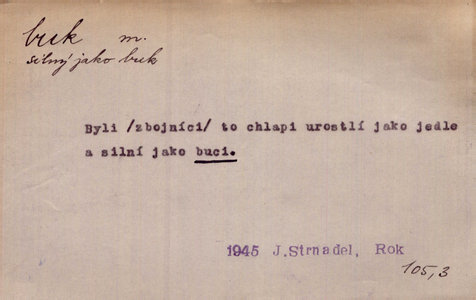 buk m.
silný jako buk
Byli /zbojníci/ to chlapi urostlí jako jedle
a silní jako buci.
1945 J.Strnadel, Rok
105,3